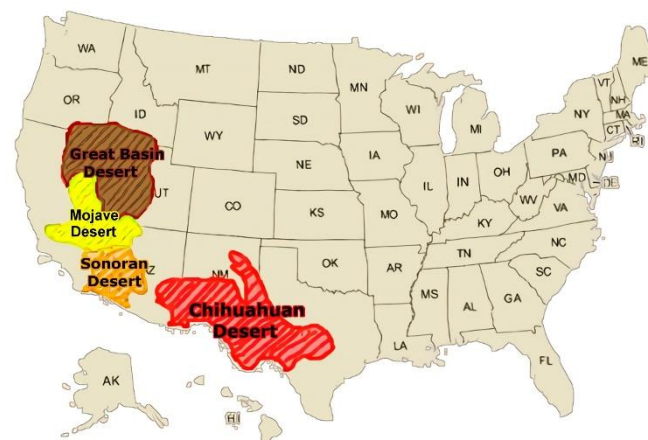 WA
MT
ND
MN
ME
OR
ID
WY
SD
WI
MI
VT
NH
NY
MA
CT
RI
Great Basin
Desert
UT
NE
IA
PA
NJ
IL
IN
OH
MD
DE
Mojave
Desert
CO
KS
MO
WV
VA
KY
Sonoran
Desert
AZ
NM
OK
AR
TN
NC
SC
Chihuahuan
Desert
MS
AL
GA
TX
LA
FL
AK
HI